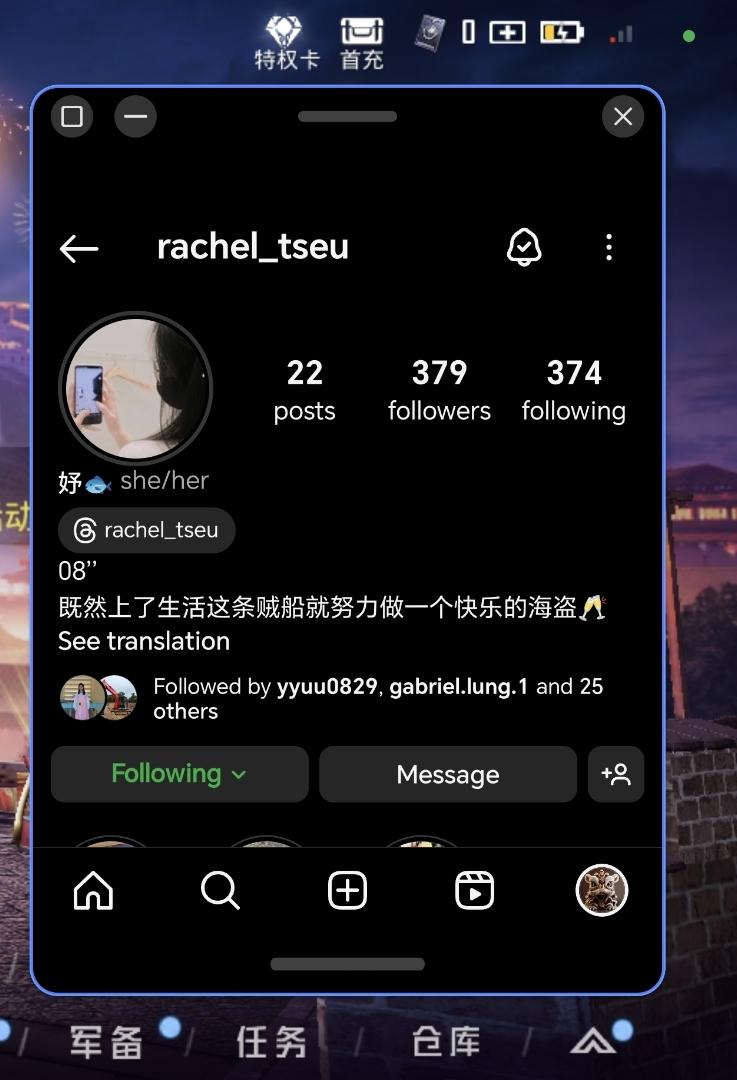 特权卡 首充
rachel_tseu
22 379 374
posts followers following
妤🐟 she/her
rachel_tseu
08”
既然上了生活这条贼船就努力做一个快乐的海盗🥂
See translation
Followed by yyuu0829, gabriel.lung.1 and 25
others
动
Following
Message
军备 / 任务 / 仓库 /